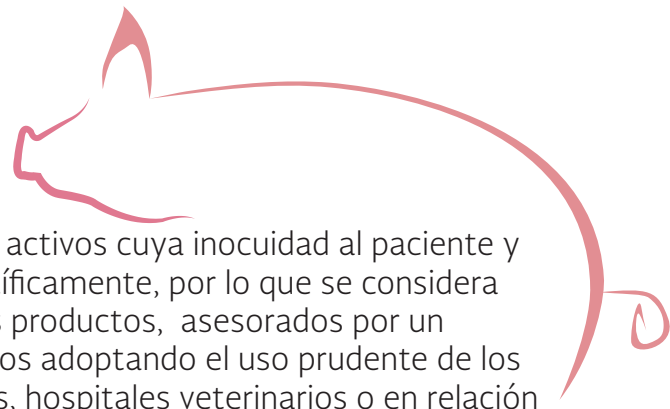 activos cuya inocuidad al paciente y
íficamente, por lo que se considera
s productos, asesorados por un
os adoptando el uso prudente de los
s, hospitales veterinarios o en relación